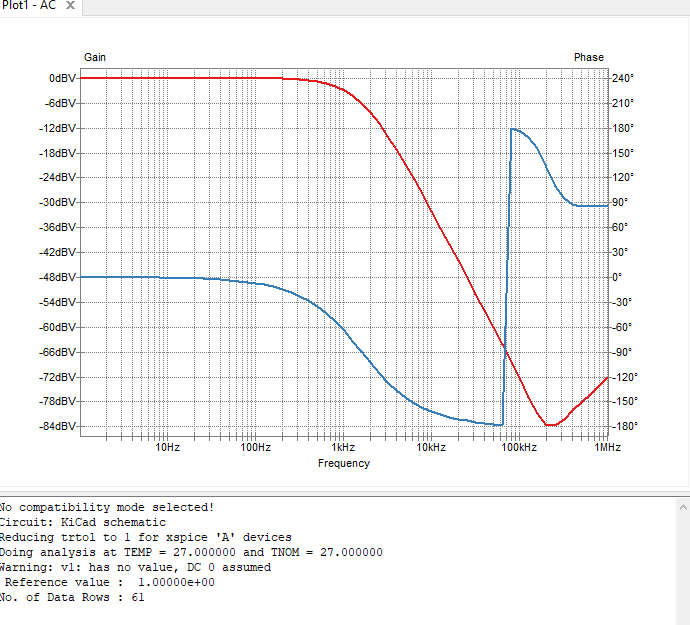 Plot1 - AC
Gain Phase
0dBV 240°
-6dBV 210°
-12dBV 180°
-18dBV 150°
-24dBV 120°
-30dBV 90°
-36dBV 60°
-42dBV 30°
-48dBV 0°
-54dBV -30°
-60dBV -60°
-66dBV -90°
-72dBV -120°
-78dBV -150°
-84dBV -180°
10Hz 100Hz 1kHz 10kHz 100kHz 1MHz
Frequency
No compatibility mode selected!
Circuit: KiCad schematic
Reducing trtol to 1 for xspice 'A' devices
Doing analysis at TEMP = 27.000000 and TNOM = 27.000000
Warning: v1: has no value, DC 0 assumed
Reference value : 1.00000e+00
No. of Data Rows : 61